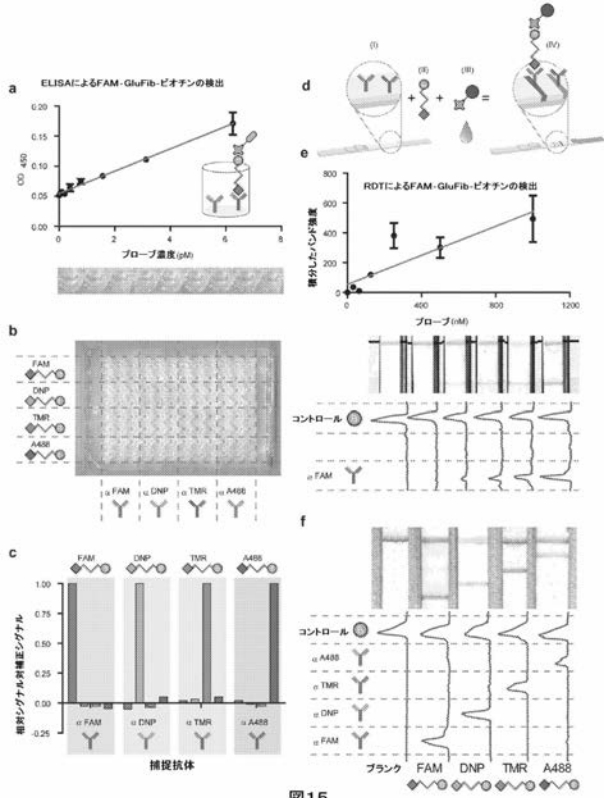 a
ELISAによるFAM-GluFib-ビオチンの検出
OD 450
0.20
0.15
0.10
0.05
0.00
0 2 4 6 8
プローブ濃度(pM)
b
FAM
DNP
TMR
A488
α FAM α DNP α TMR α A488
c
FAM DNP TMR A488
相対シグナル対補正シグナル
1.00
0.75
0.50
0.25
0.00
-0.25
α FAM α DNP α TMR α A488
捕捉抗体
d
(I) (II) (III) (IV)
+ + =
e
RDTによるFAM-GluFib-ビオチンの検出
積分したバンド強度
800
600
400
200
0
0 400 800 1200
プローブ(nM)
コントロール
α FAM
f
コントロール
α A488
α TMR
α DNP
α FAM
ブランク FAM DNP TMR A488
図15